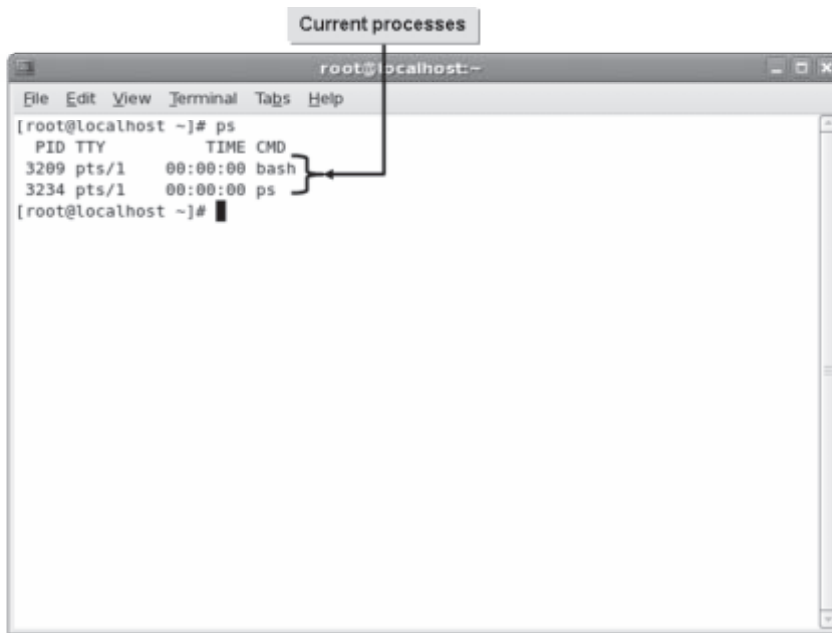 Current processes
root@localhost:~
File Edit View Terminal Tabs Help
[root@localhost ~]# ps
PID TTY TIME CMD
3209 pts/1 00:00:00 bash
3234 pts/1 00:00:00 ps
[root@localhost ~]#